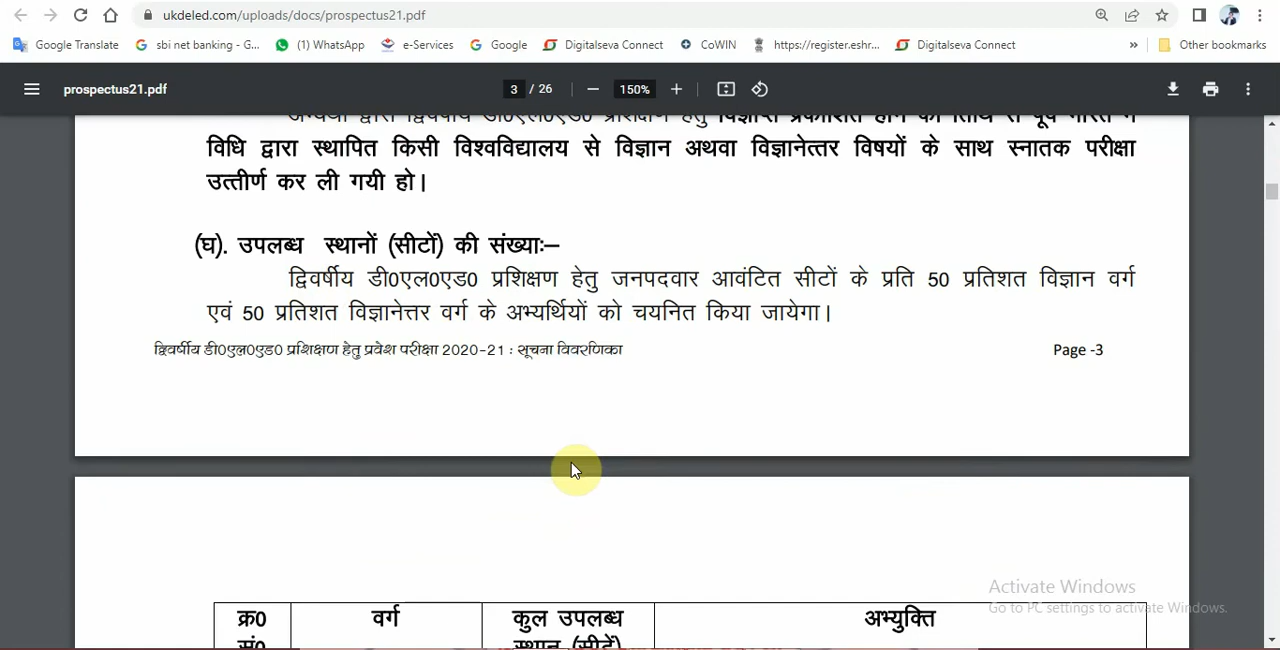 ukdeled.com/uploads/docs/prospectus21.pdf
Google Translate
sbi net banking - G...
(1) WhatsApp
e-Services
Google
Digitalseva Connect
CoWIN
https://register.eshr...
Digitalseva Connect
»
Other bookmarks
prospectus21.pdf
3 / 26
150%
विधि द्वारा स्थापित किसी विश्वविद्यालय से विज्ञान अथवा विज्ञानेत्तर विषयों के साथ स्नातक परीक्षा
उत्तीर्ण कर ली गयी हो।
(घ). उपलब्ध स्थानों (सीटों) की संख्याः–
द्विवर्षीय डी0एल0एड0 प्रशिक्षण हेतु जनपदवार आवंटित सीटों के प्रति 50 प्रतिशत विज्ञान वर्ग
एवं 50 प्रतिशत विज्ञानेत्तर वर्ग के अभ्यर्थियों को चयनित किया जायेगा।
द्विवर्षीय डी0एल0एड0 प्रशिक्षण हेतु प्रवेश परीक्षा 2020-21 : सूचना विवरणिका
Page -3
Activate Windows
Go to PC settings to activate Windows.
क्र0
वर्ग
कुल उपलब्ध
अभ्युक्ति
सं0
स्थान (सीटें)